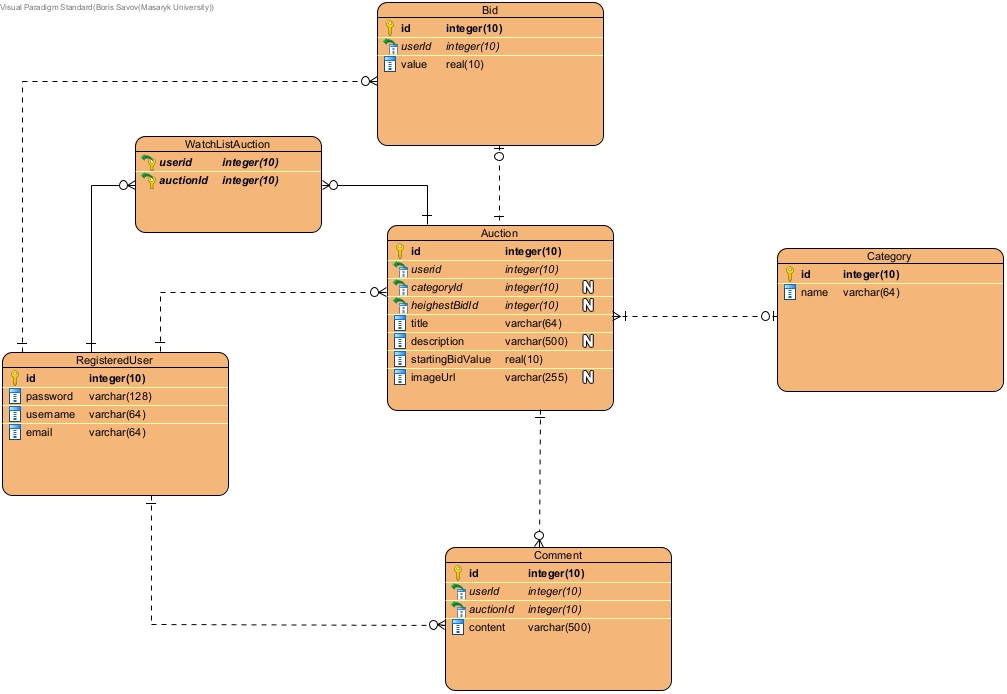 Visual Paradigm Standard(Boris Savov(Masaryk University))
Bid
id integer(10)
userId integer(10)
value real(10)
WatchListAuction
userid integer(10)
auctionId integer(10)
Auction
id integer(10)
userid integer(10)
categoryId integer(10) N
heighestBidId integer(10) N
title varchar(64)
description varchar(500) N
startingBidValue real(10)
imageUrl varchar(255) N
Category
id integer(10)
name varchar(64)
RegisteredUser
id integer(10)
password varchar(128)
username varchar(64)
email varchar(64)
Comment
id integer(10)
userId integer(10)
auctionId integer(10)
content varchar(500)